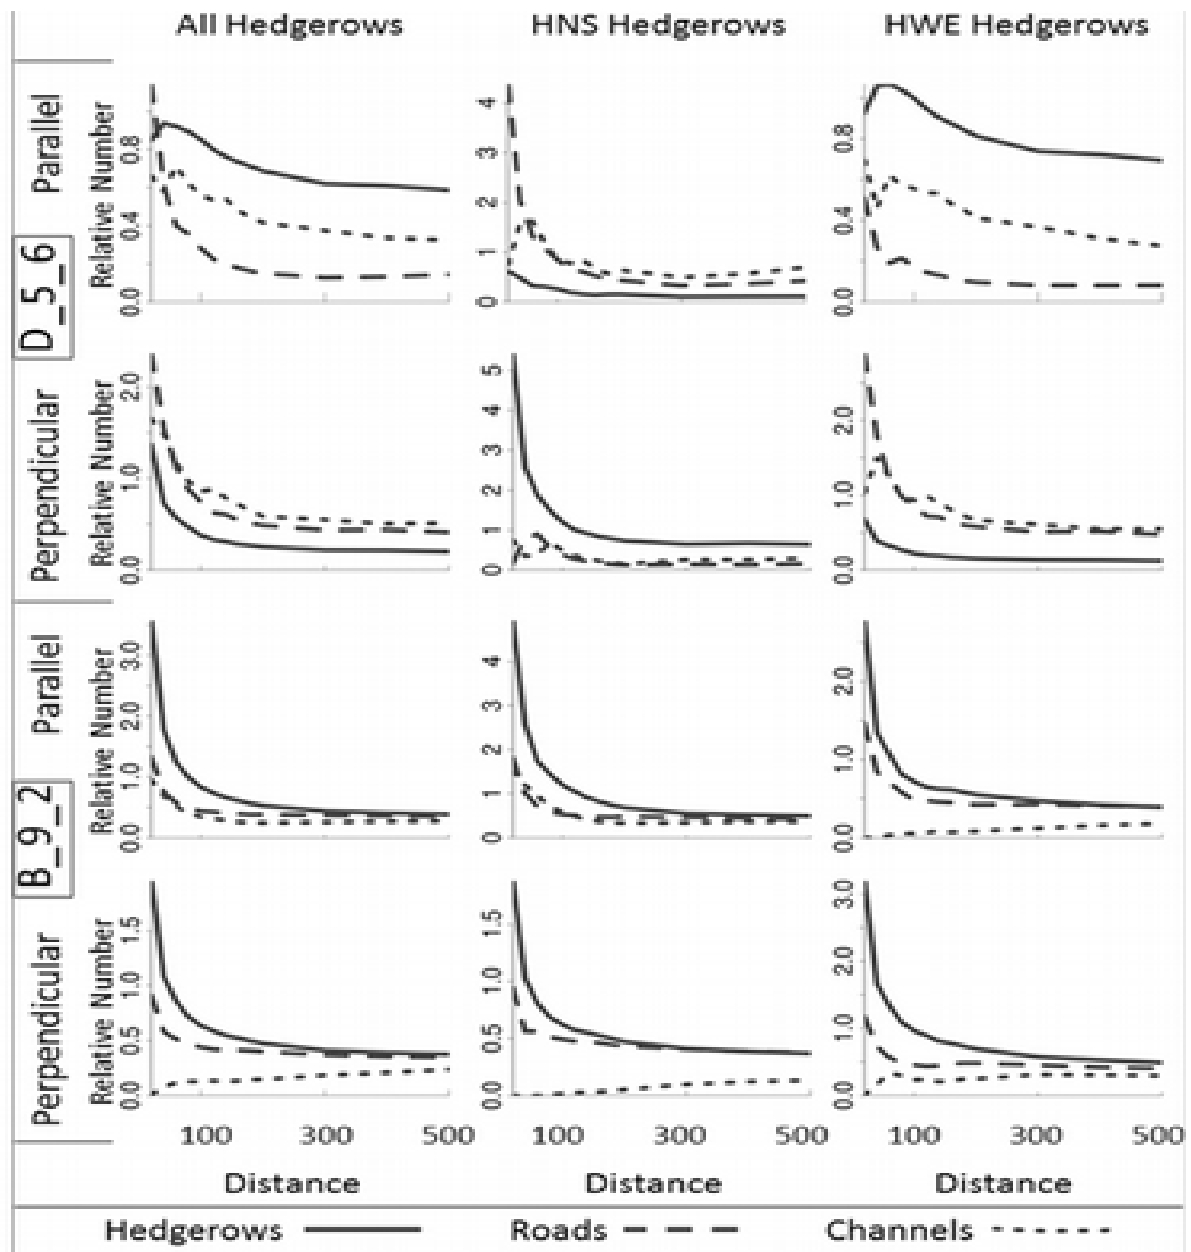 All Hedgerows HNS Hedgerows HWE Hedgerows
D_5_6
Parallel
Relative Number
0.0 0.4 0.8
0 1 2 3 4
0.0 0.4 0.8
Perpendicular
Relative Number
0.0 1.0 2.0
0 1 2 3 4 5
0.0 1.0 2.0
B_9_2
Parallel
Relative Number
0.0 1.0 2.0 3.0
0 1 2 3 4
0.0 1.0 2.0
Perpendicular
Relative Number
0.0 0.5 1.0 1.5
0.0 0.5 1.0 1.5
0.0 1.0 2.0 3.0
100 300 500 100 300 500 100 300 500
Distance Distance Distance
Hedgerows Roads Channels